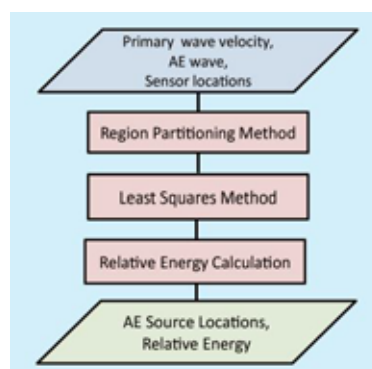 Primary wave velocity,
AE wave,
Sensor locations
Region Partitioning Method
Least Squares Method
Relative Energy Calculation
AE Source Locations,
Relative Energy